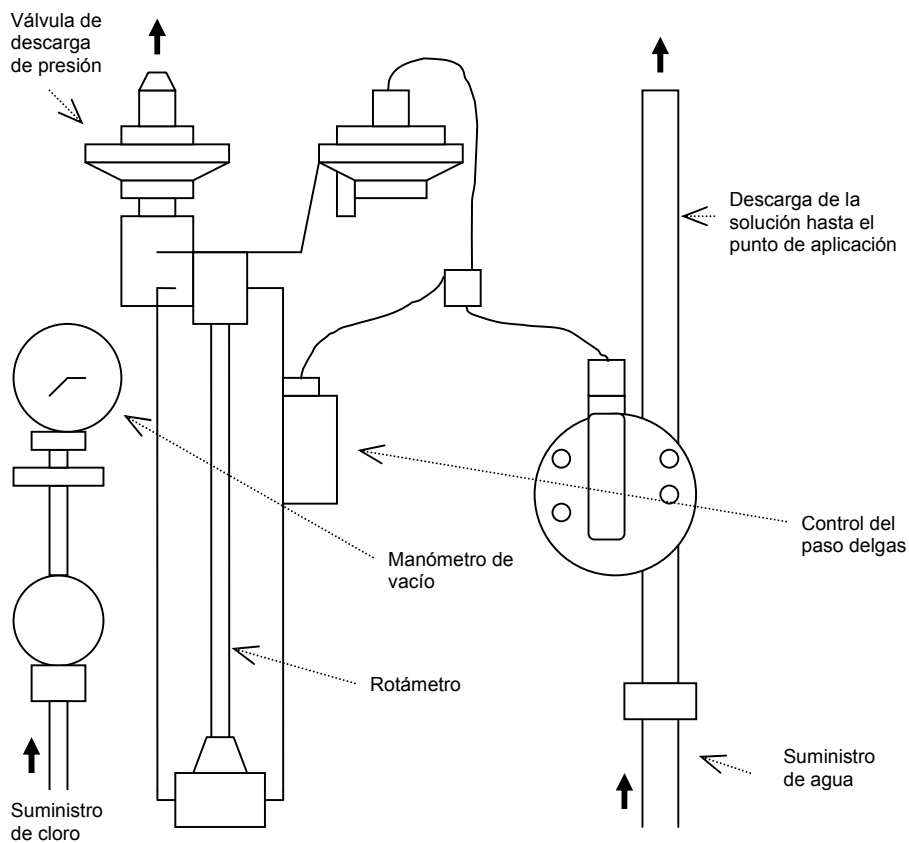 Válvula de
descarga
de presión
Descarga de la
solución hasta el
punto de aplicación
Control del
paso delgas
Manómetro de
vacío
Rotámetro
Suministro
de agua
Suministro
de cloro